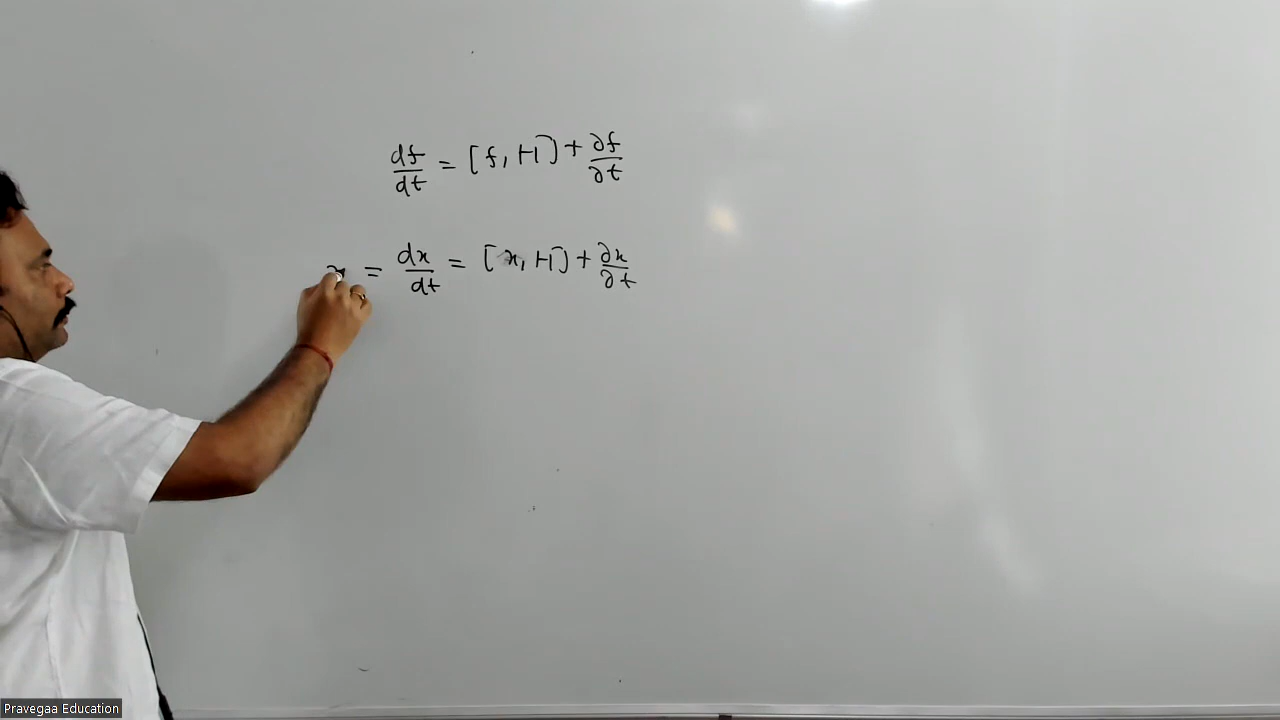 df/dt = [f, H] + ∂f/∂t
x = dx/dt = [x, H] + ∂x/∂t
Pravegaa Education